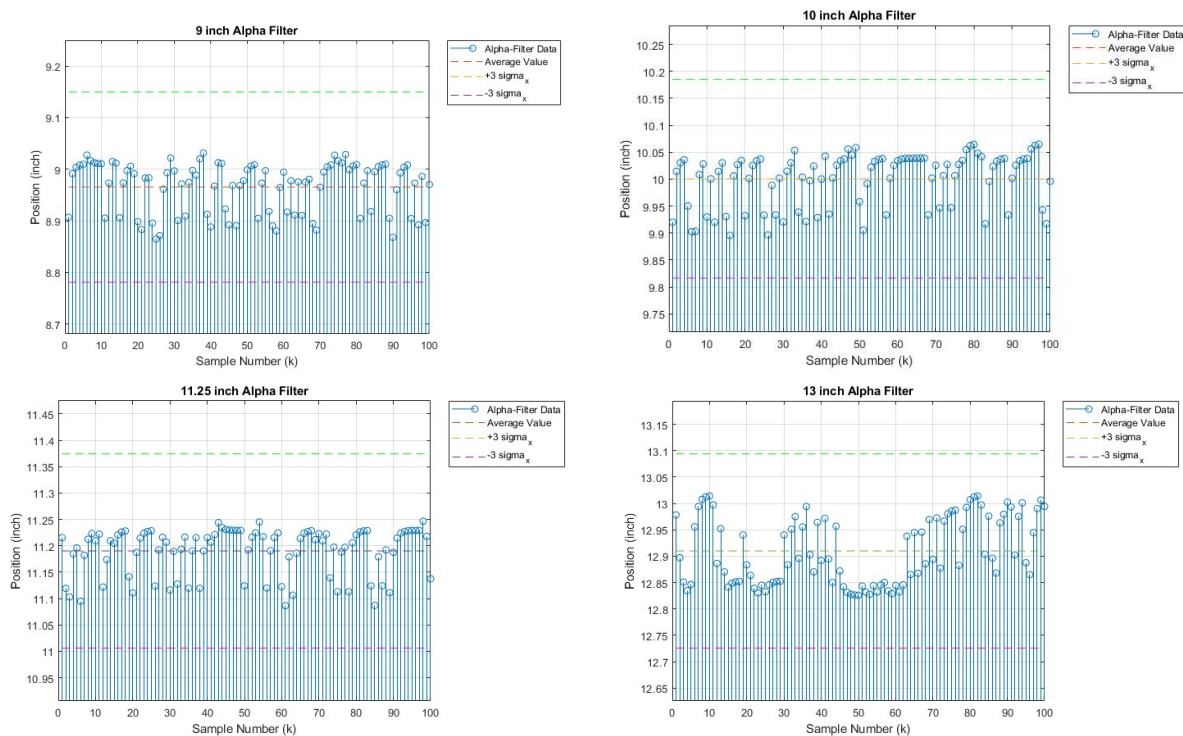 9 inch Alpha Filter
Alpha-Filter Data
Average Value
+3 sigma_x
-3 sigma_x
9.2
9.1
9
8.9
8.8
8.7
Position (inch)
0 10 20 30 40 50 60 70 80 90 100
Sample Number (k)
10 inch Alpha Filter
Alpha-Filter Data
Average Value
+3 sigma_x
-3 sigma_x
10.25
10.2
10.15
10.1
10.05
10
9.95
9.9
9.85
9.8
9.75
Position (inch)
0 10 20 30 40 50 60 70 80 90 100
Sample Number (k)
11.25 inch Alpha Filter
Alpha-Filter Data
Average Value
+3 sigma_x
-3 sigma_x
11.45
11.4
11.35
11.3
11.25
11.2
11.15
11.1
11.05
11
10.95
Position (inch)
0 10 20 30 40 50 60 70 80 90 100
Sample Number (k)
13 inch Alpha Filter
Alpha-Filter Data
Average Value
+3 sigma_x
-3 sigma_x
13.15
13.1
13.05
13
12.95
12.9
12.85
12.8
12.75
12.7
12.65
Position (inch)
0 10 20 30 40 50 60 70 80 90 100
Sample Number (k)